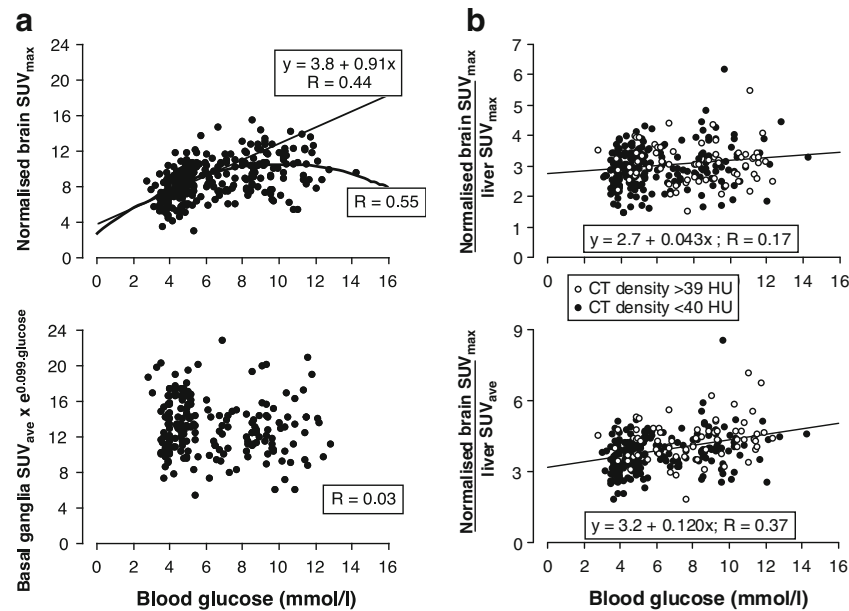 a
Normalised brain SUVmax
24
20
16
12
8
4
0
y = 3.8 + 0.91x
R = 0.44
R = 0.55
0 2 4 6 8 10 12 14 16
Basal ganglia SUVave x e0.099.glucose
24
20
16
12
8
4
0
R = 0.03
0 2 4 6 8 10 12 14 16
Blood glucose (mmol/l)
b
Normalised brain SUVmax
liver SUVmax
7
6
5
4
3
2
1
0
y = 2.7 + 0.043x ; R = 0.17
0 2 4 6 8 10 12 14 16
CT density >39 HU
CT density <40 HU
Normalised brain SUVmax
liver SUVave
9
6
3
0
y = 3.2 + 0.120x; R = 0.37
0 2 4 6 8 10 12 14 16
Blood glucose (mmol/l)